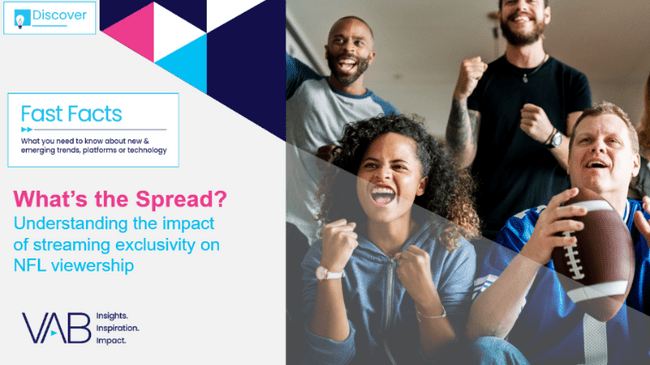 Discover
Fast Facts
What you need to know about new &
emerging trends, platforms or technology
What's the Spread?
Understanding the impact
of streaming exclusivity on
NFL viewership
VAB
Insights.
Inspiration.
Impact.